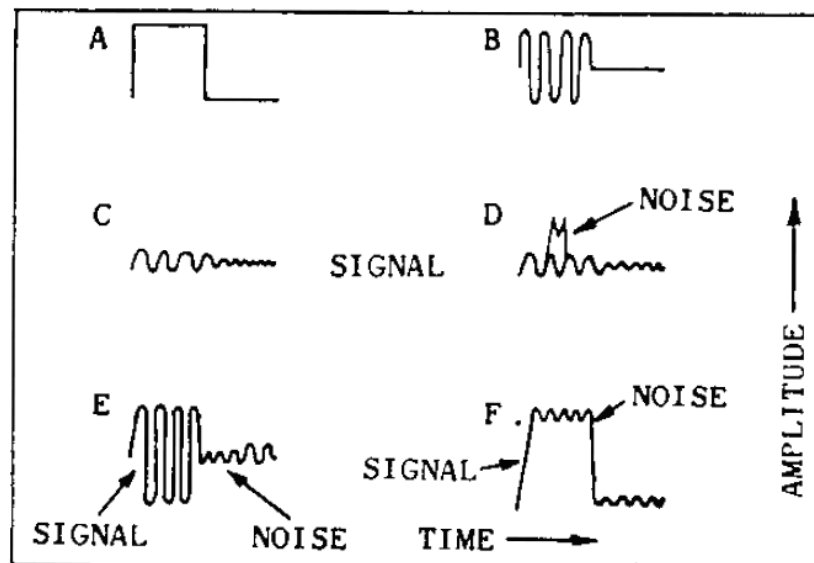 A
B
C
D
NOISE
SIGNAL
E
F
NOISE
SIGNAL
SIGNAL
NOISE
TIME
AMPLITUDE